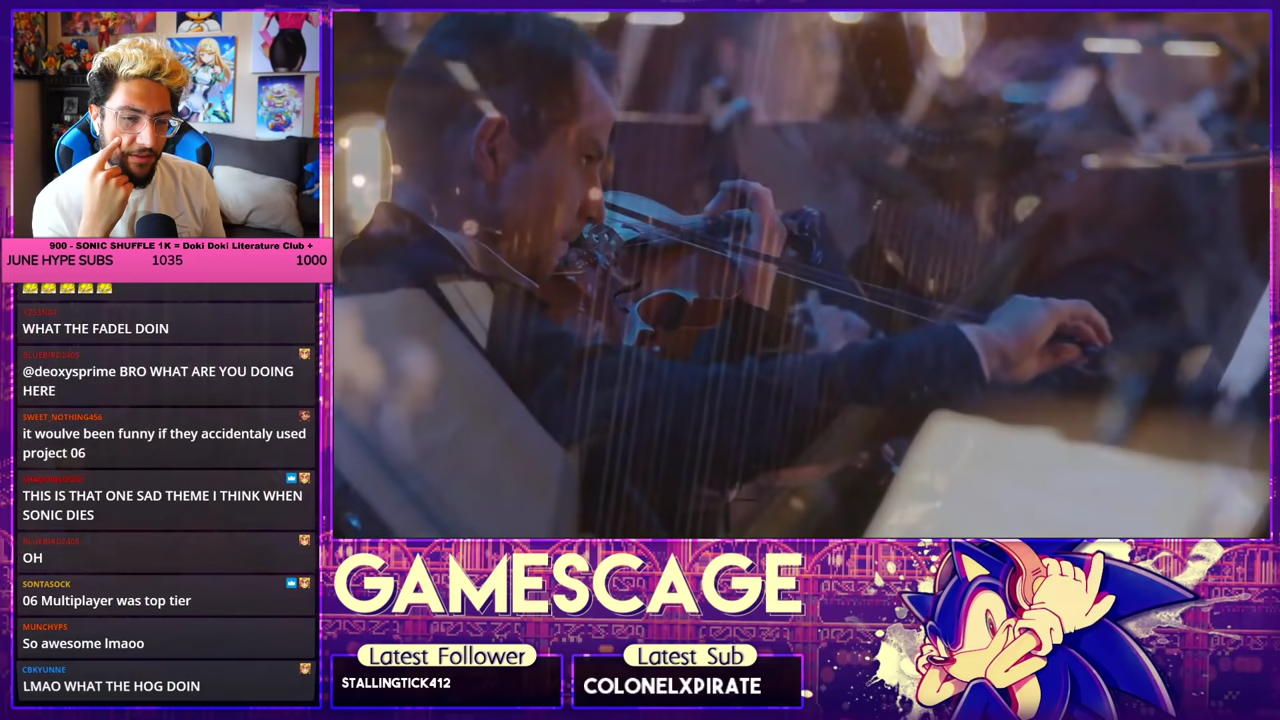 900 - SONIC SHUFFLE 1K = Doki Doki Literature Club +
JUNE HYPE SUBS 1035 1000
WHAT THE FADEL DOIN
BLUEBIRD2405
@deoxysprime BRO WHAT ARE YOU DOING
HERE
SWEET_NOTHING456
it woulve been funny if they accidentaly used
project 06
THIS IS THAT ONE SAD THEME I THINK WHEN
SONIC DIES
BLUEBIRD2405
OH
SONTASOCK
06 Multiplayer was top tier
MUNCHYPS
So awesome lmaoo
CBKYUNNE
LMAO WHAT THE HOG DOIN
GAMESCAGE
Latest Follower
STALLINGTICK412
Latest Sub
COLONELXPIRATE